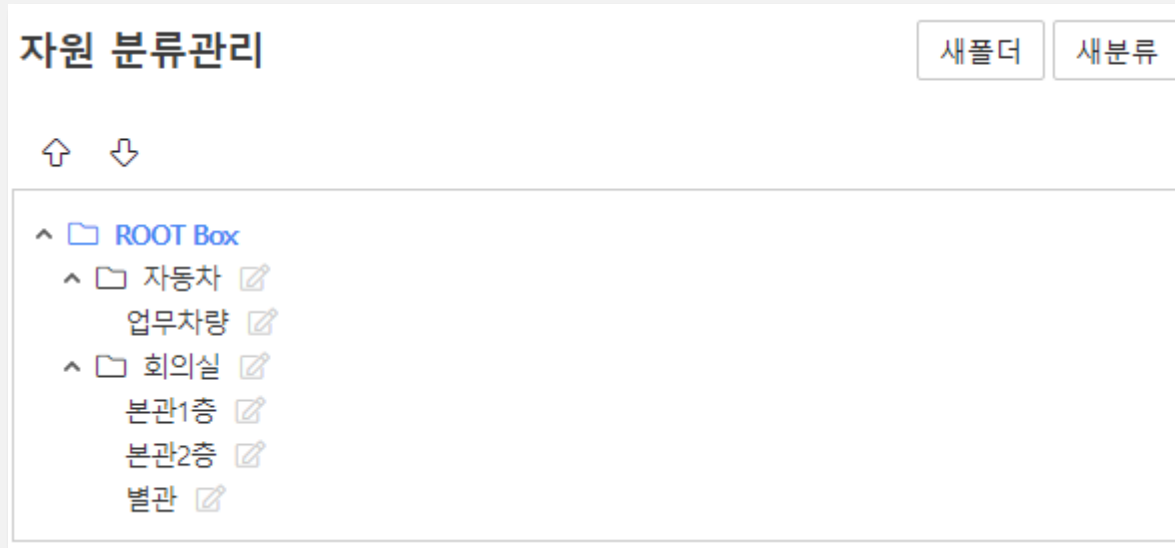 자원 분류관리
새폴더 새분류
ROOT Box
자동차
업무차량
회의실
본관1층
본관2층
별관